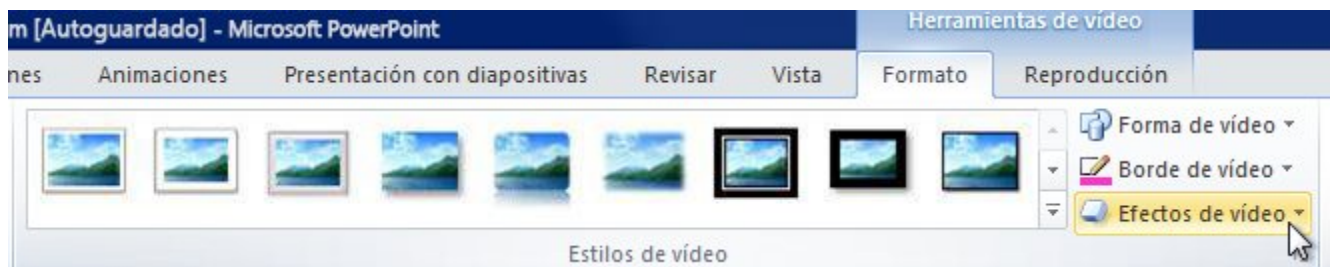 m [Autoguardado] - Microsoft PowerPoint
Herramientas de vídeo
nes Animaciones Presentación con diapositivas Revisar Vista Formato Reproducción
Forma de vídeo
Borde de vídeo
Efectos de vídeo
Estilos de vídeo